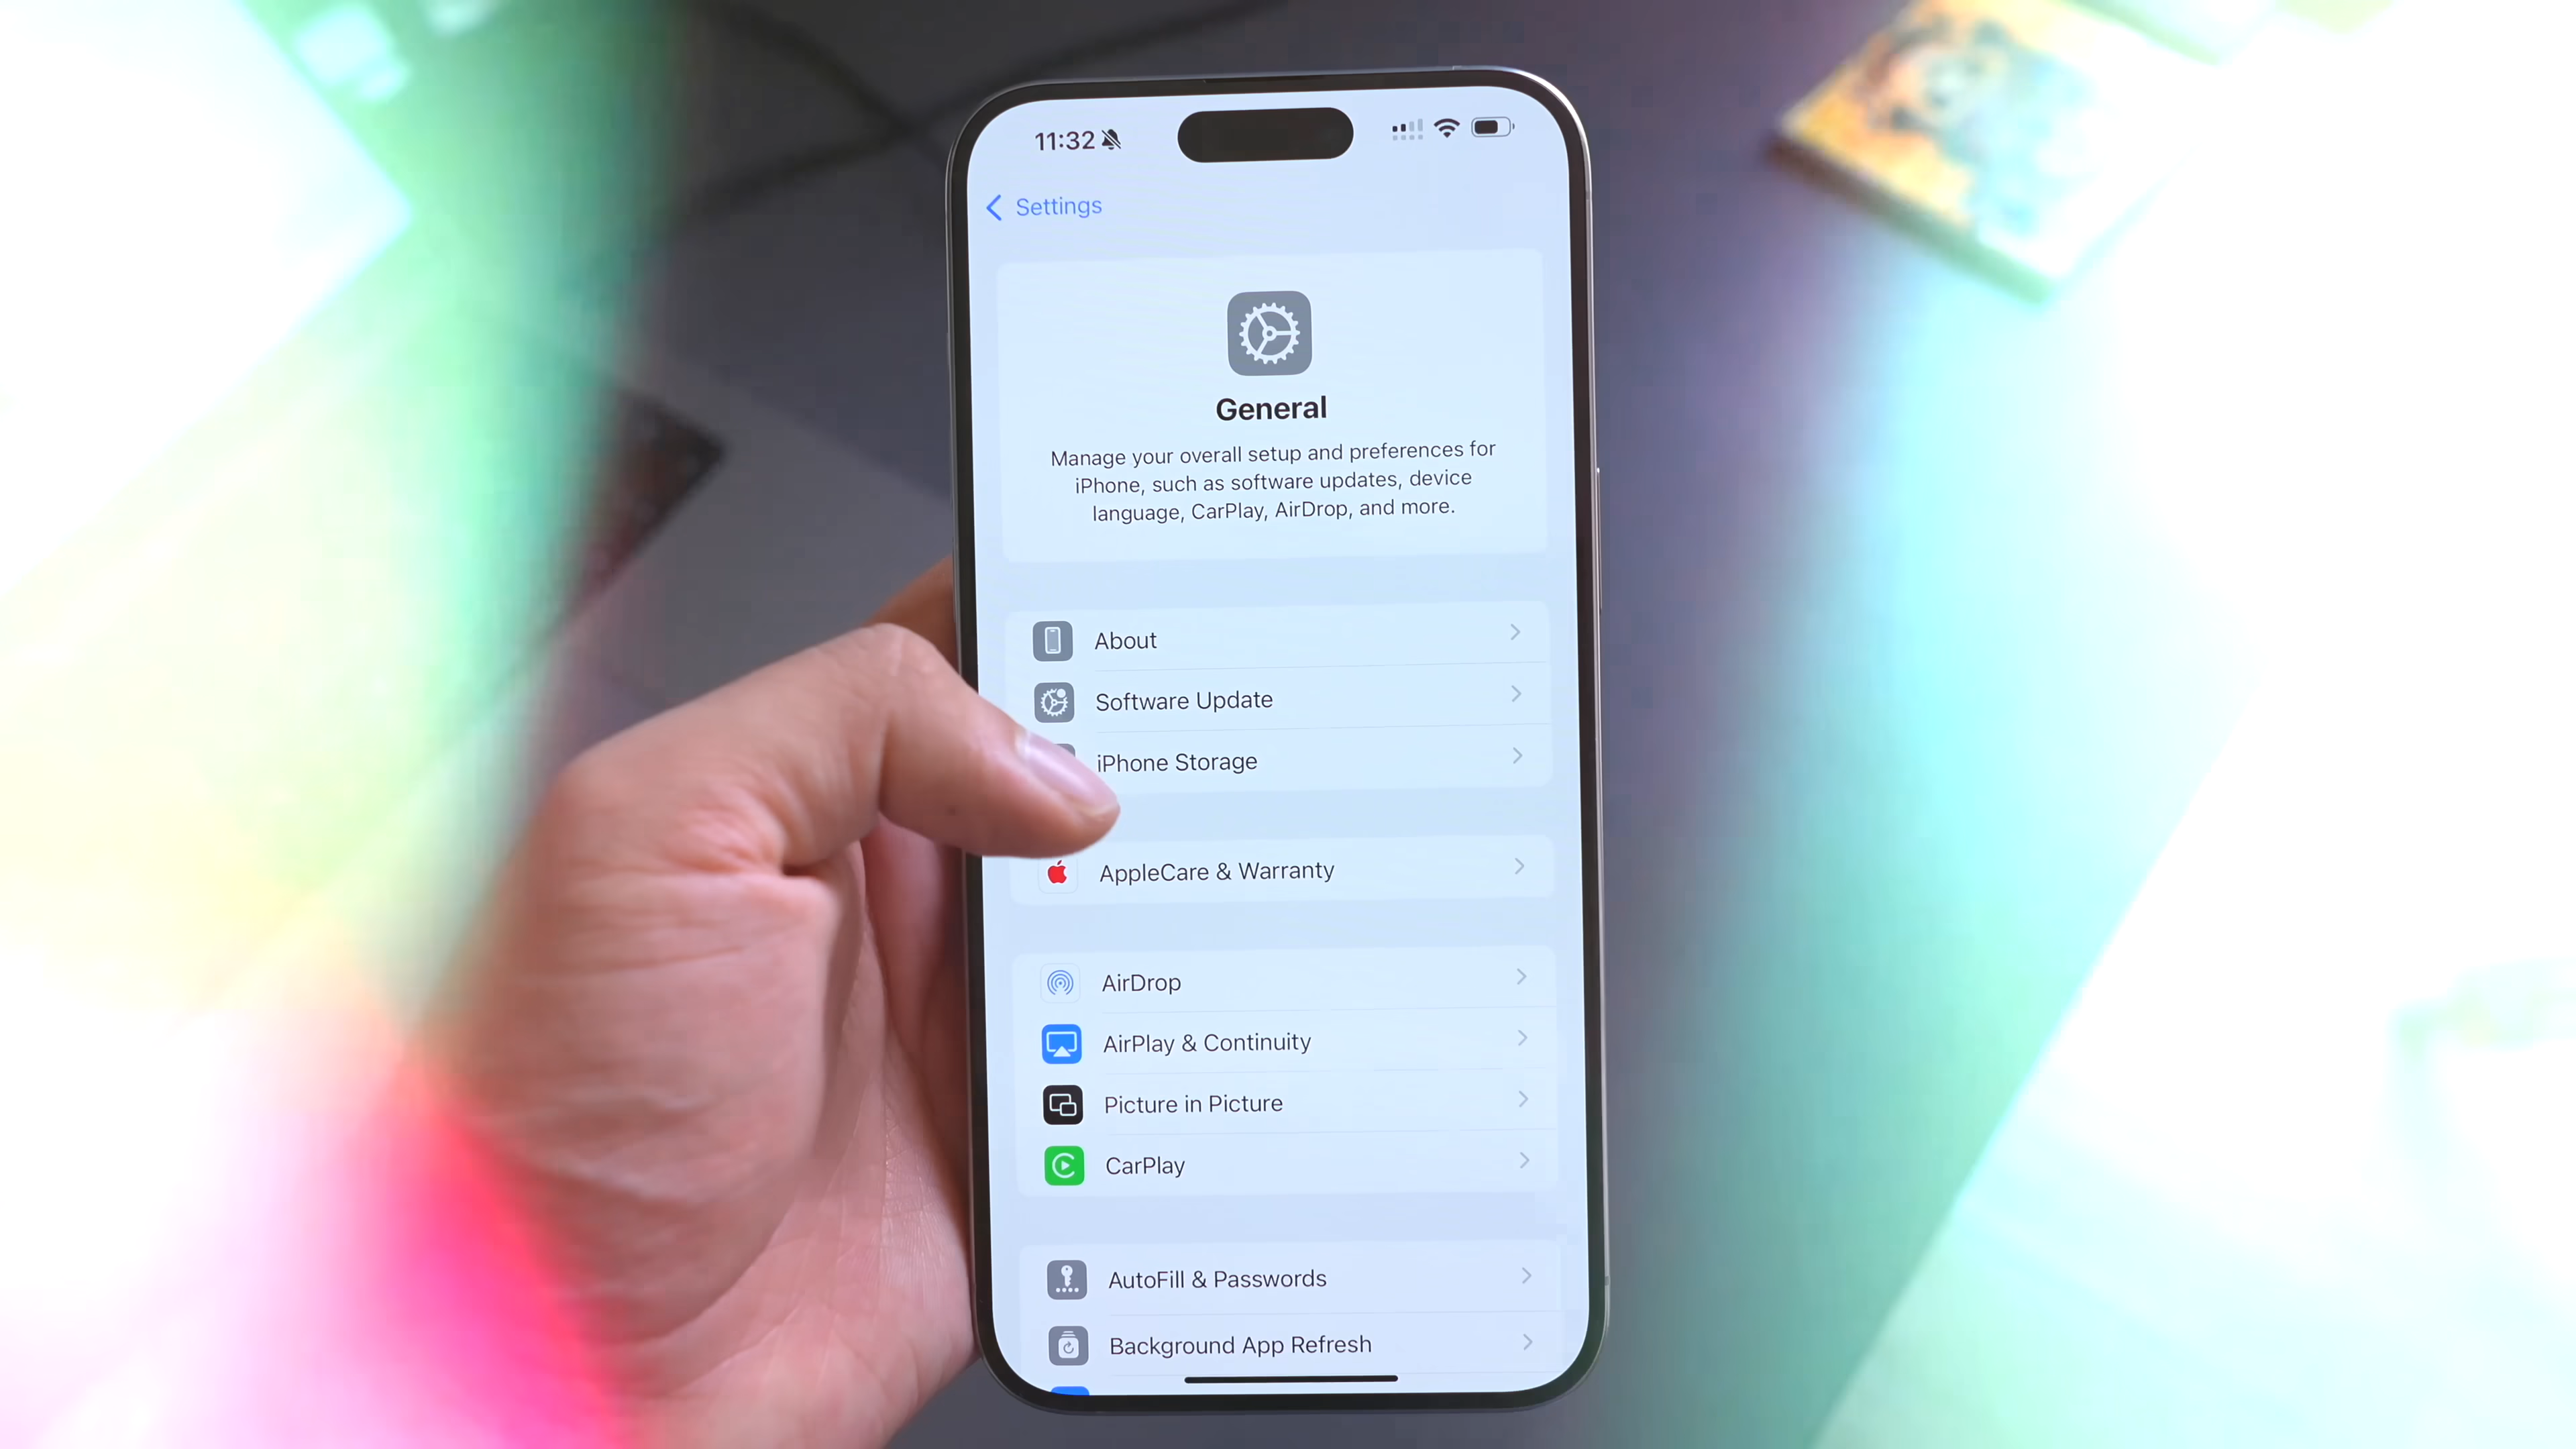 11:32
Settings
General
Manage your overall setup and preferences for
iPhone, such as software updates, device
language, CarPlay, AirDrop, and more.
About
Software Update
iPhone Storage
AppleCare & Warranty
AirDrop
AirPlay & Continuity
Picture in Picture
CarPlay
AutoFill & Passwords
Background App Refresh